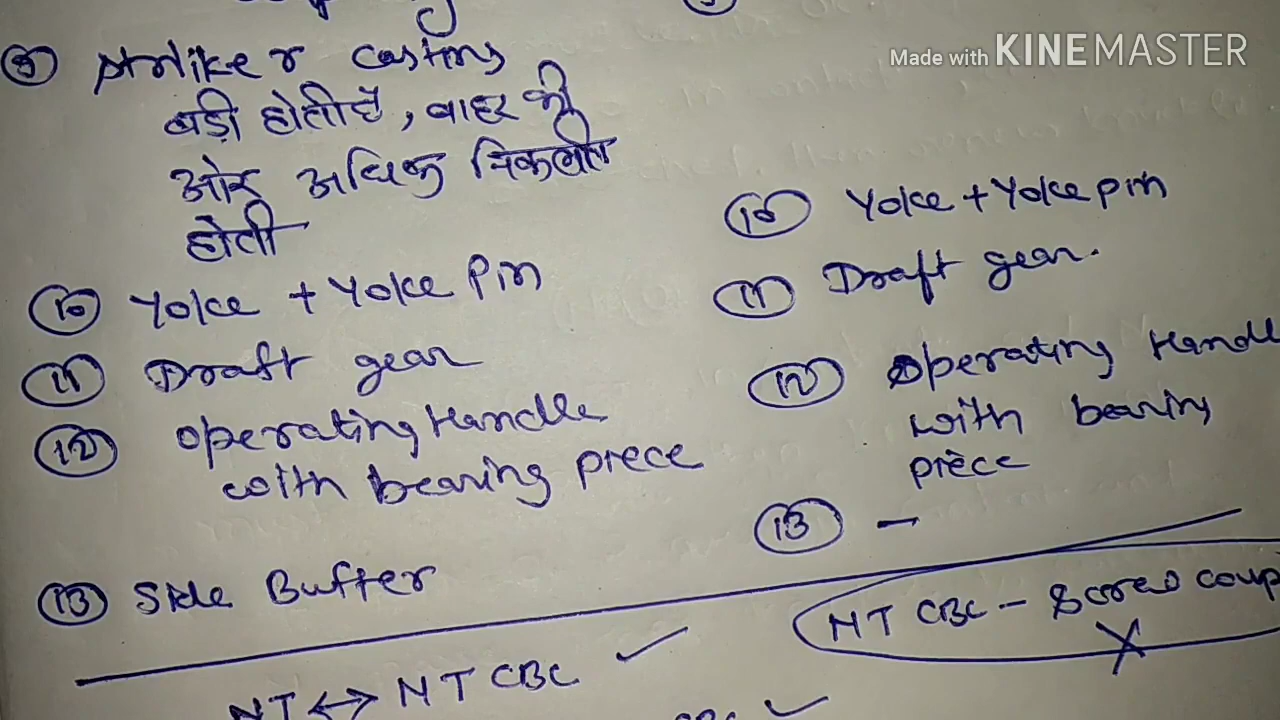 Made with KINEMASTER
⑨ striker casting
बड़ी होती है, बाहर की
ओर अधिक निकली
होती
⑩ Yoke + Yoke Pin
⑪ Draft gear
⑫ Operating Handle
with bearing piece
⑬ Side Buffer
⑩ Yoke + Yoke pin
⑪ Draft gear.
⑫ Operating Handle
with bearing
piece
⑬ —
NT CBC - Screw coup
X
NT ↔ NT CBC ✓